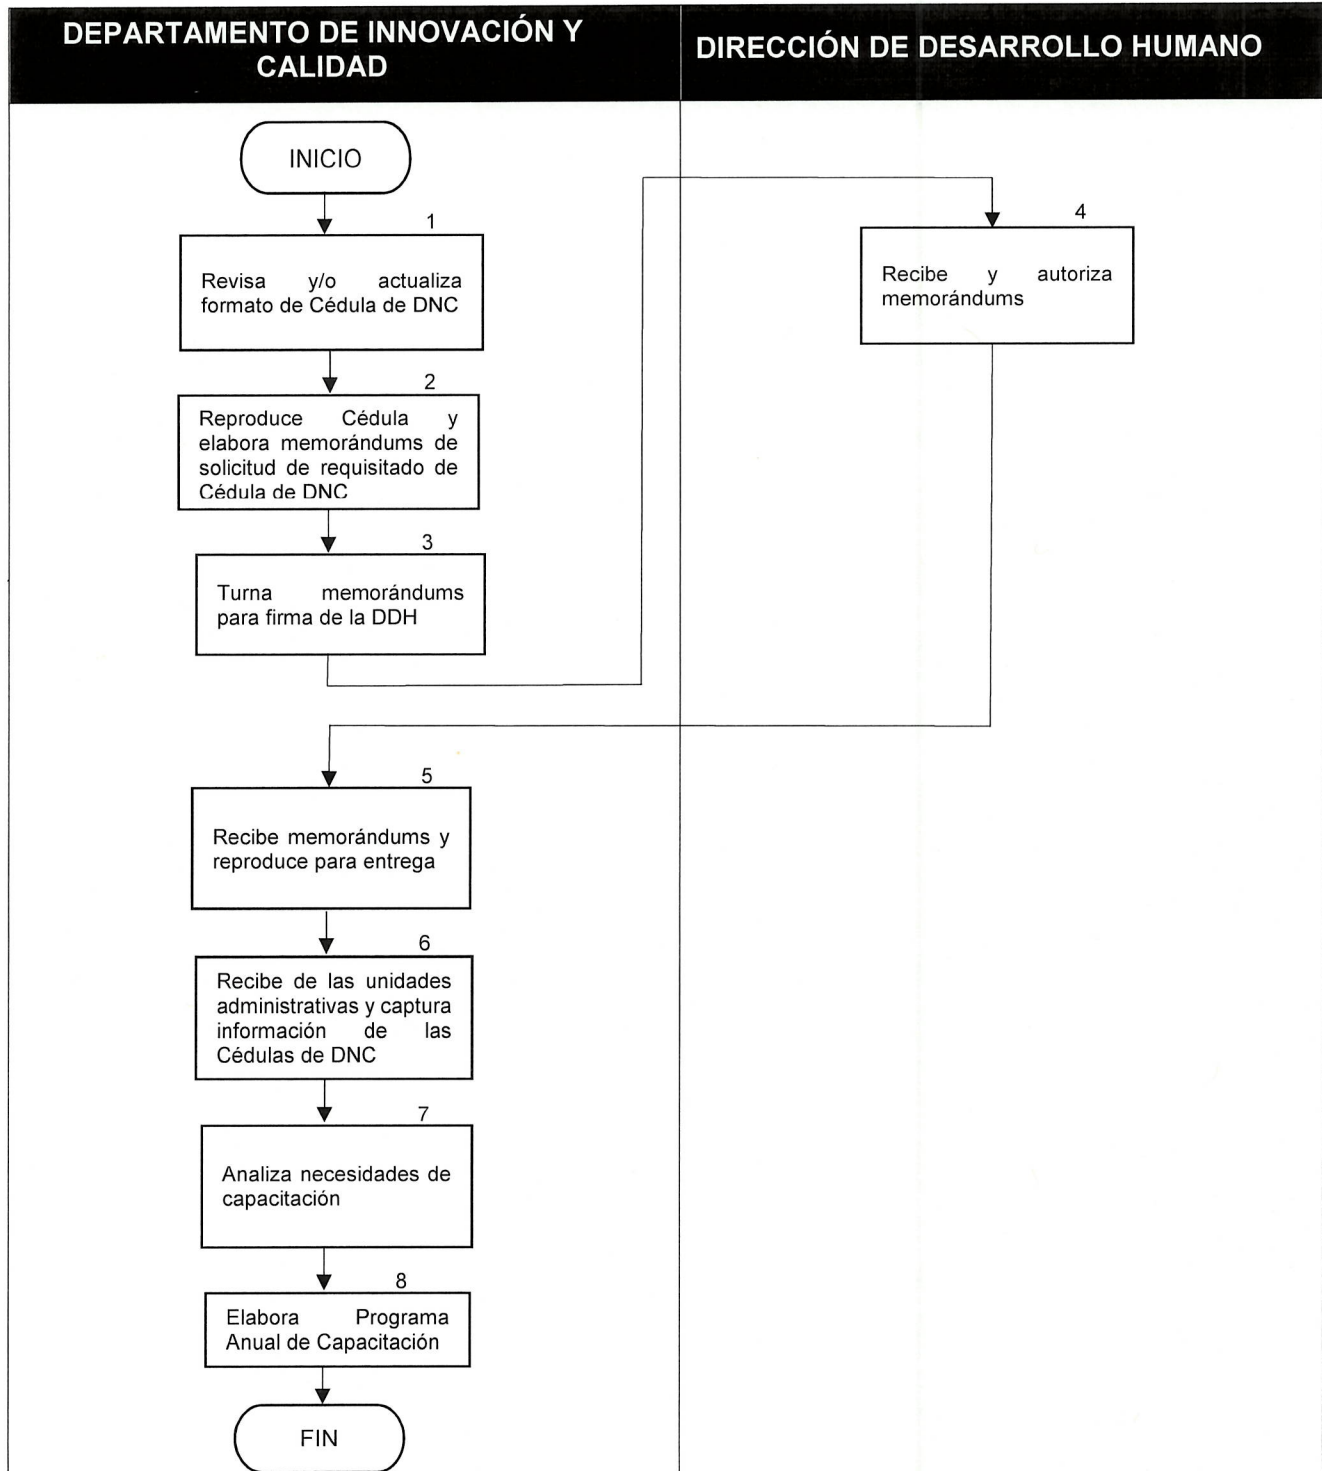 DEPARTAMENTO DE INNOVACIÓN Y
CALIDAD
DIRECCIÓN DE DESARROLLO HUMANO
INICIO
1
Revisa y/o actualiza
formato de Cédula de DNC
2
Reproduce Cédula y
elabora memorándums de
solicitud de requisitado de
Cédula de DNC
3
Turna memorándums
para firma de la DDH
4
Recibe y autoriza
memorándums
5
Recibe memorándums y
reproduce para entrega
6
Recibe de las unidades
administrativas y captura
información de las
Cédulas de DNC
7
Analiza necesidades de
capacitación
8
Elabora Programa
Anual de Capacitación
FIN